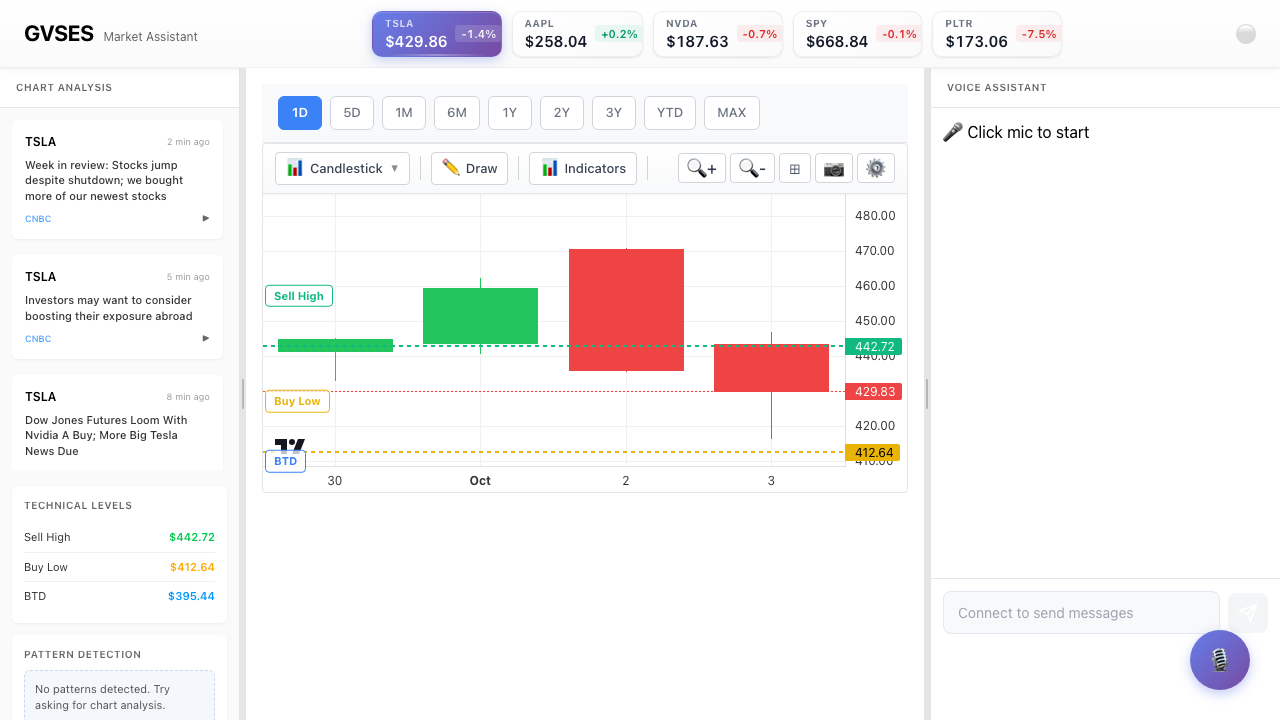 GVSES Market Assistant
TSLA
$429.86 -1.4%
AAPL
$258.04 +0.2%
NVDA
$187.63 -0.7%
SPY
$668.84 -0.1%
PLTR
$173.06 -7.5%
CHART ANALYSIS
TSLA 2 min ago
Week in review: Stocks jump
despite shutdown; we bought
more of our newest stocks
CNBC
TSLA 5 min ago
Investors may want to consider
boosting their exposure abroad
CNBC
TSLA 8 min ago
Dow Jones Futures Loom With
Nvidia A Buy; More Big Tesla
News Due
TECHNICAL LEVELS
Sell High $442.72
Buy Low $412.64
BTD $395.44
PATTERN DETECTION
No patterns detected. Try
asking for chart analysis.
1D 5D 1M 6M 1Y 2Y 3Y YTD MAX
Candlestick Draw Indicators
480.00
470.00
460.00
450.00
442.72
440.00
429.83
420.00
412.64
410.00
Sell High
Buy Low
BTD
30 Oct 2 3
VOICE ASSISTANT
Click mic to start
Connect to send messages